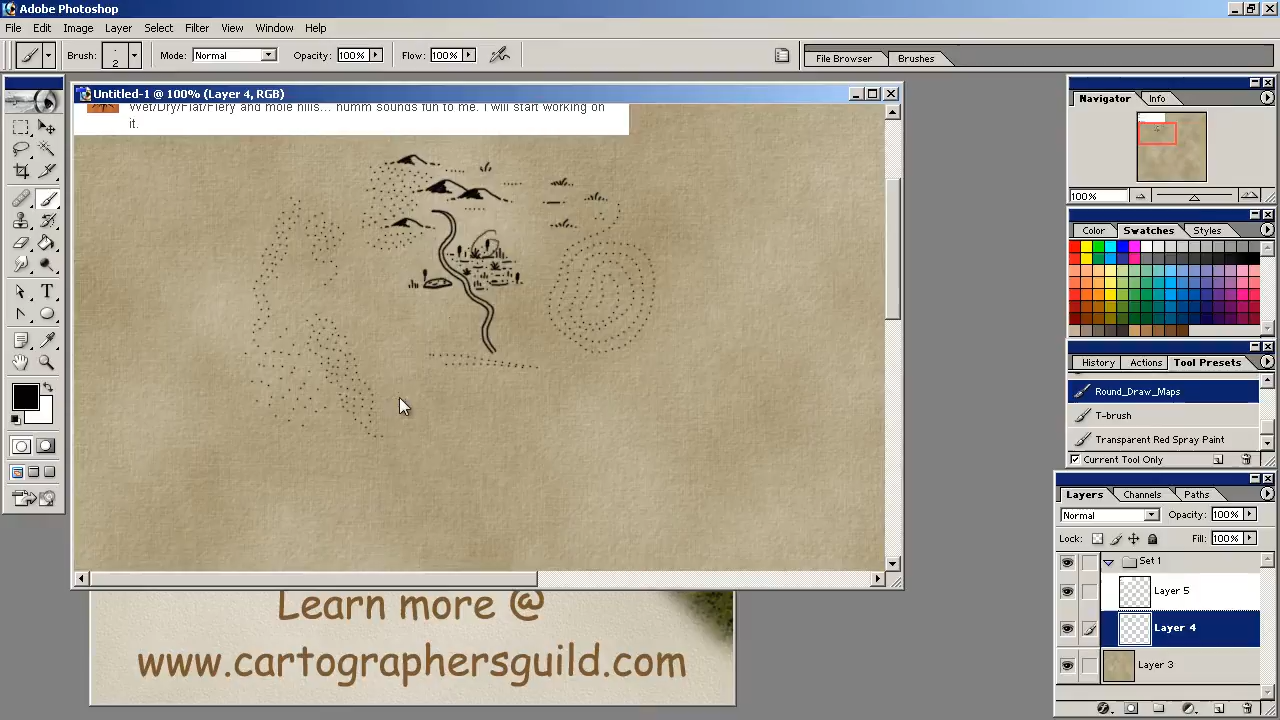 Adobe Photoshop
File Edit Image Layer Select Filter View Window Help
Brush: 2 Mode: Normal Opacity: 100% Flow: 100% File Browser Brushes
Untitled-1 @ 100% (Layer 4, RGB)
Wet/Dry/Flat/Fiery and mole hills... humm sounds fun to me. I will start working on
it.
Navigator Info
100%
Color Swatches Styles
History Actions Tool Presets
Round_Draw_Maps
T-brush
Transparent Red Spray Paint
Current Tool Only
Layers Channels Paths
Normal Opacity: 100%
Lock: Fill: 100%
Set 1
Layer 5
Layer 4
Layer 3
Learn more @
www.cartographersguild.com